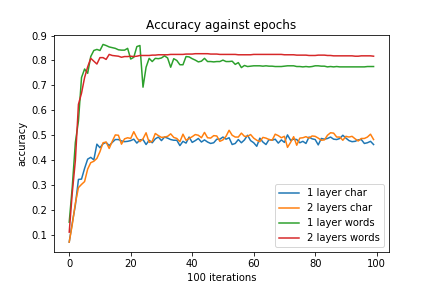 Accuracy against epochs
accuracy
0.9
0.8
0.7
0.6
0.5
0.4
0.3
0.2
0.1
1 layer char
2 layers char
1 layer words
2 layers words
0
20
40
60
80
100
100 iterations